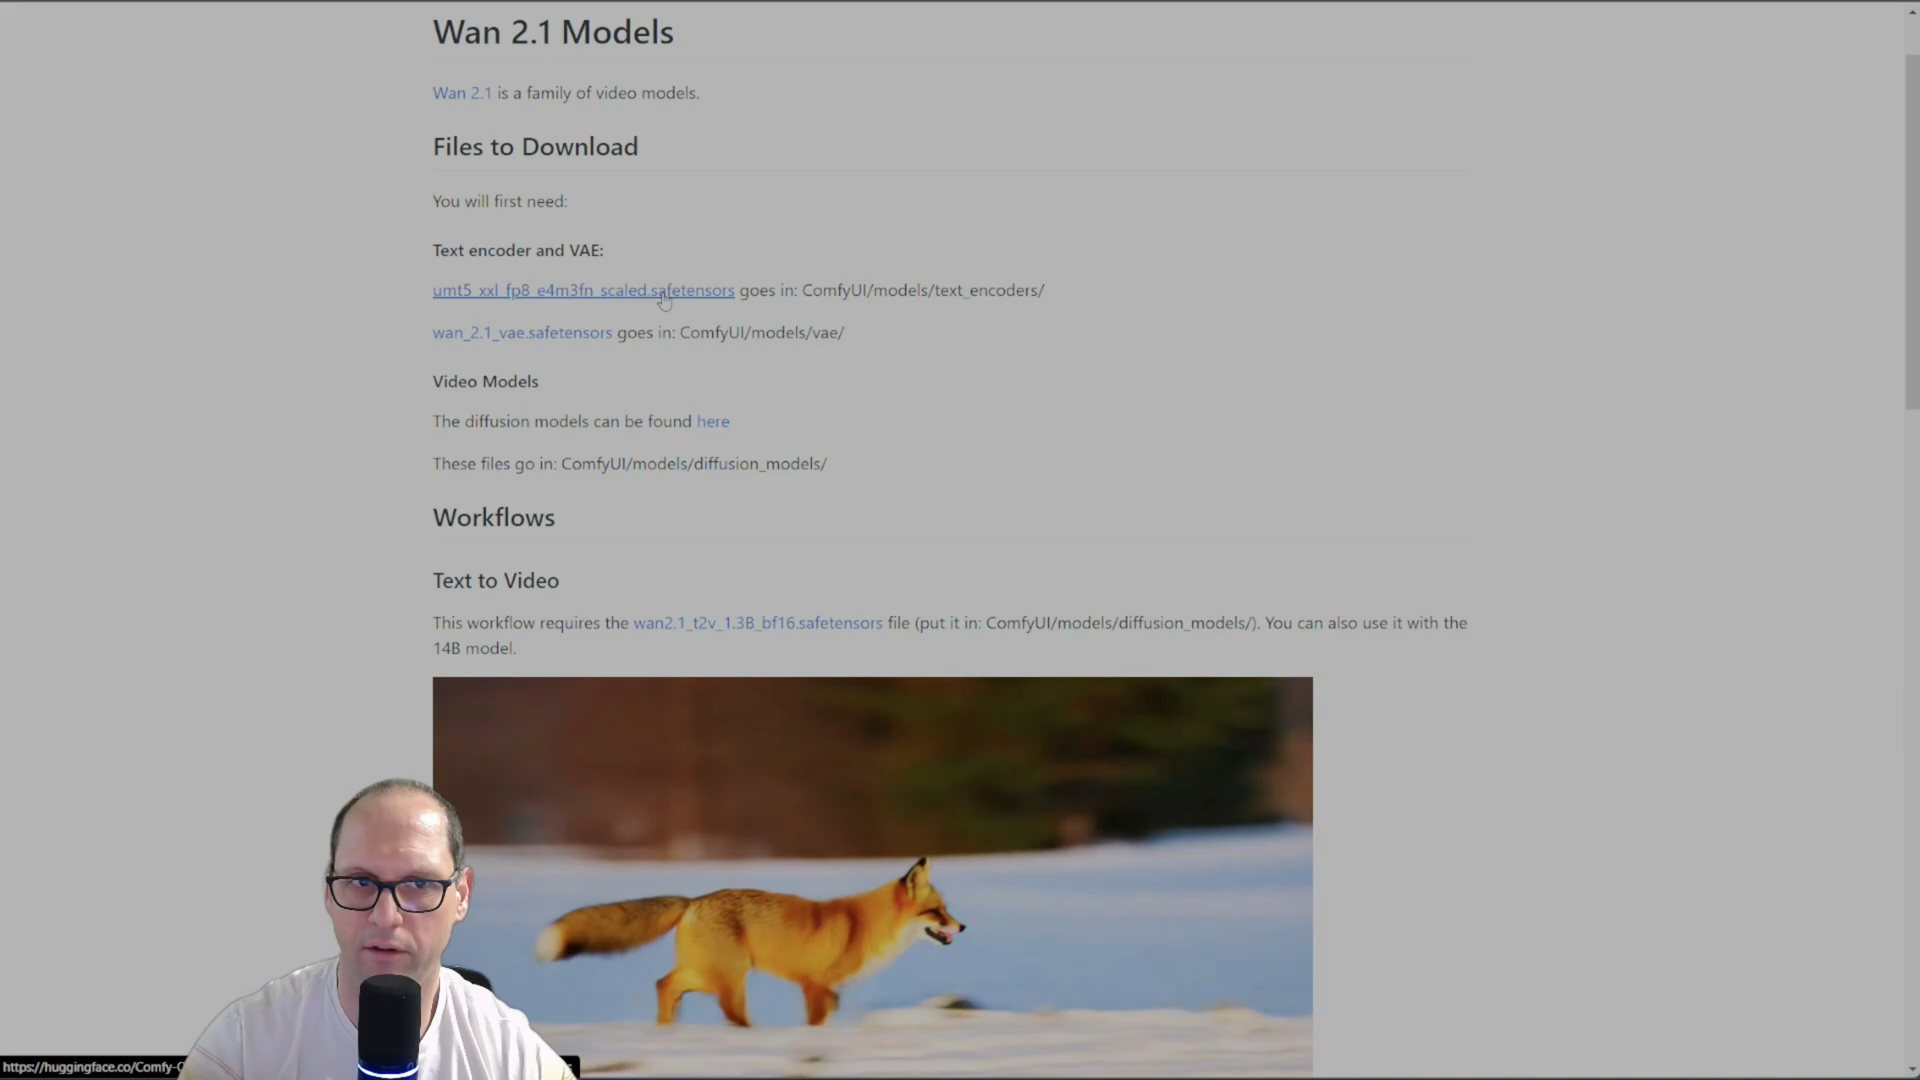 Wan 2.1 Models
Wan 2.1 is a family of video models.
Files to Download
You will first need:
Text encoder and VAE:
umt5_xxl_fp8_e4m3fn_scaled.safetensors goes in: ComfyUI/models/text_encoders/
wan_2.1_vae.safetensors goes in: ComfyUI/models/vae/
Video Models
The diffusion models can be found here
These files go in: ComfyUI/models/diffusion_models/
Workflows
Text to Video
This workflow requires the wan2.1_t2v_1.3B_bf16.safetensors file (put it in: ComfyUI/models/diffusion_models/). You can also use it with the
14B model.
https://huggingface.co/Comfy-